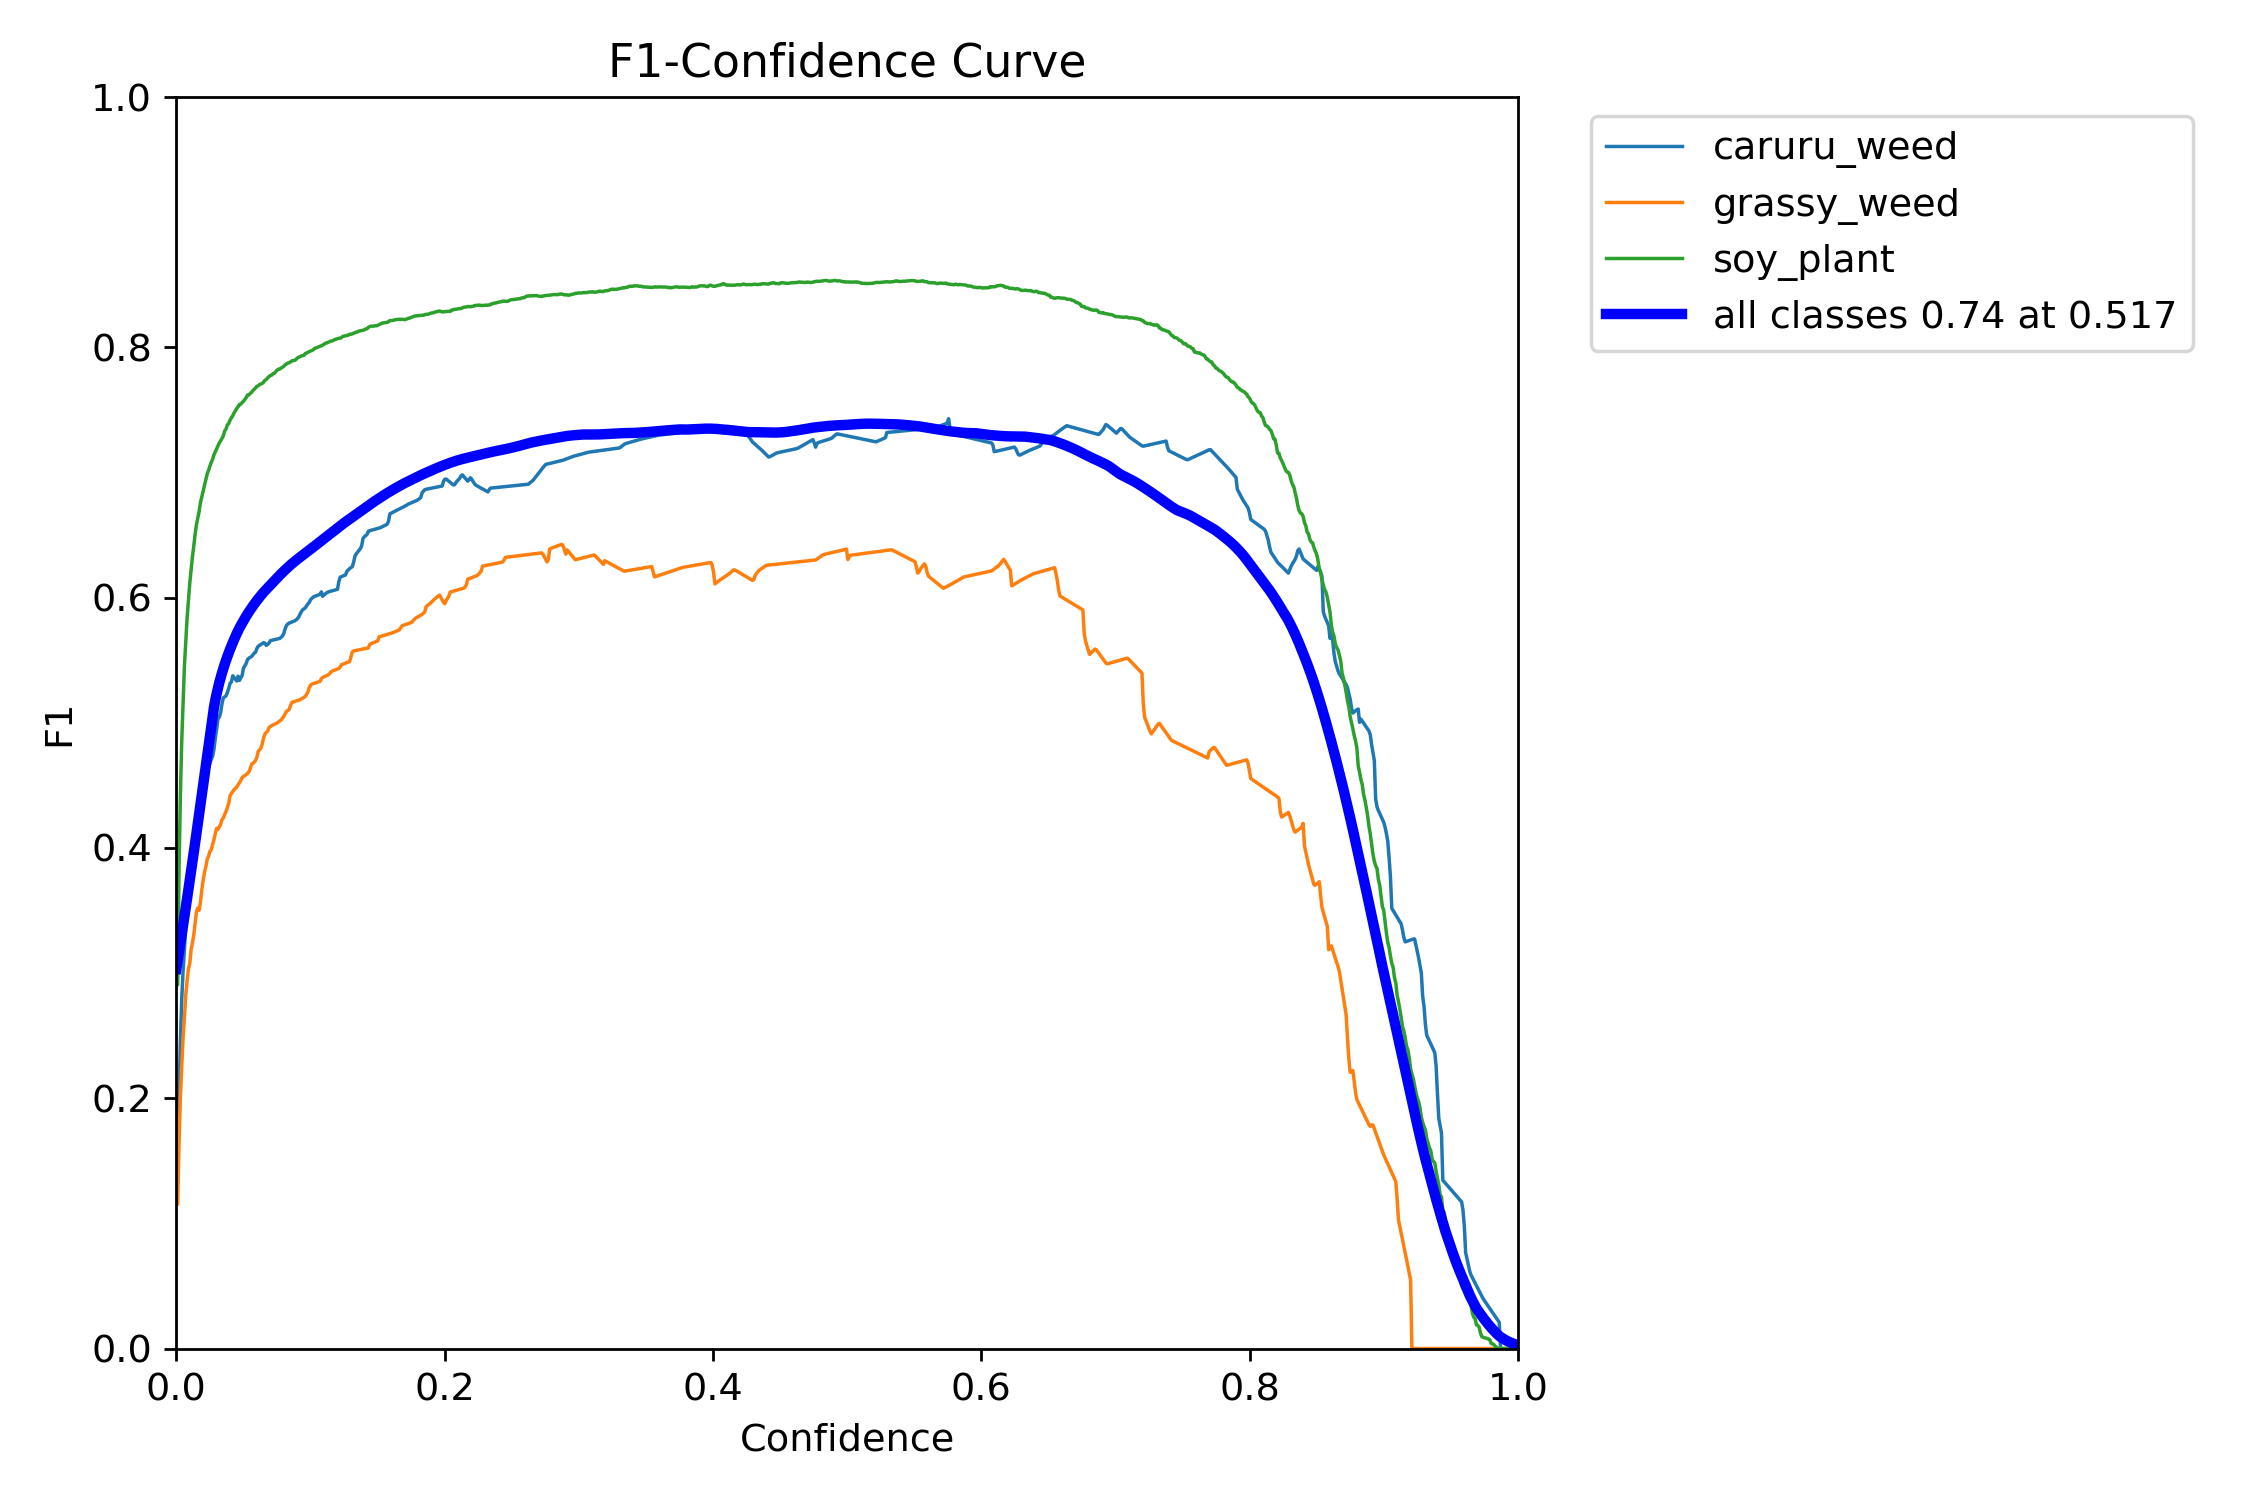 F1-Confidence Curve
1.0
0.8
0.6
0.4
0.2
0.0
F1
0.0 0.2 0.4 0.6 0.8 1.0
Confidence
caruru_weed
grassy_weed
soy_plant
all classes 0.74 at 0.517